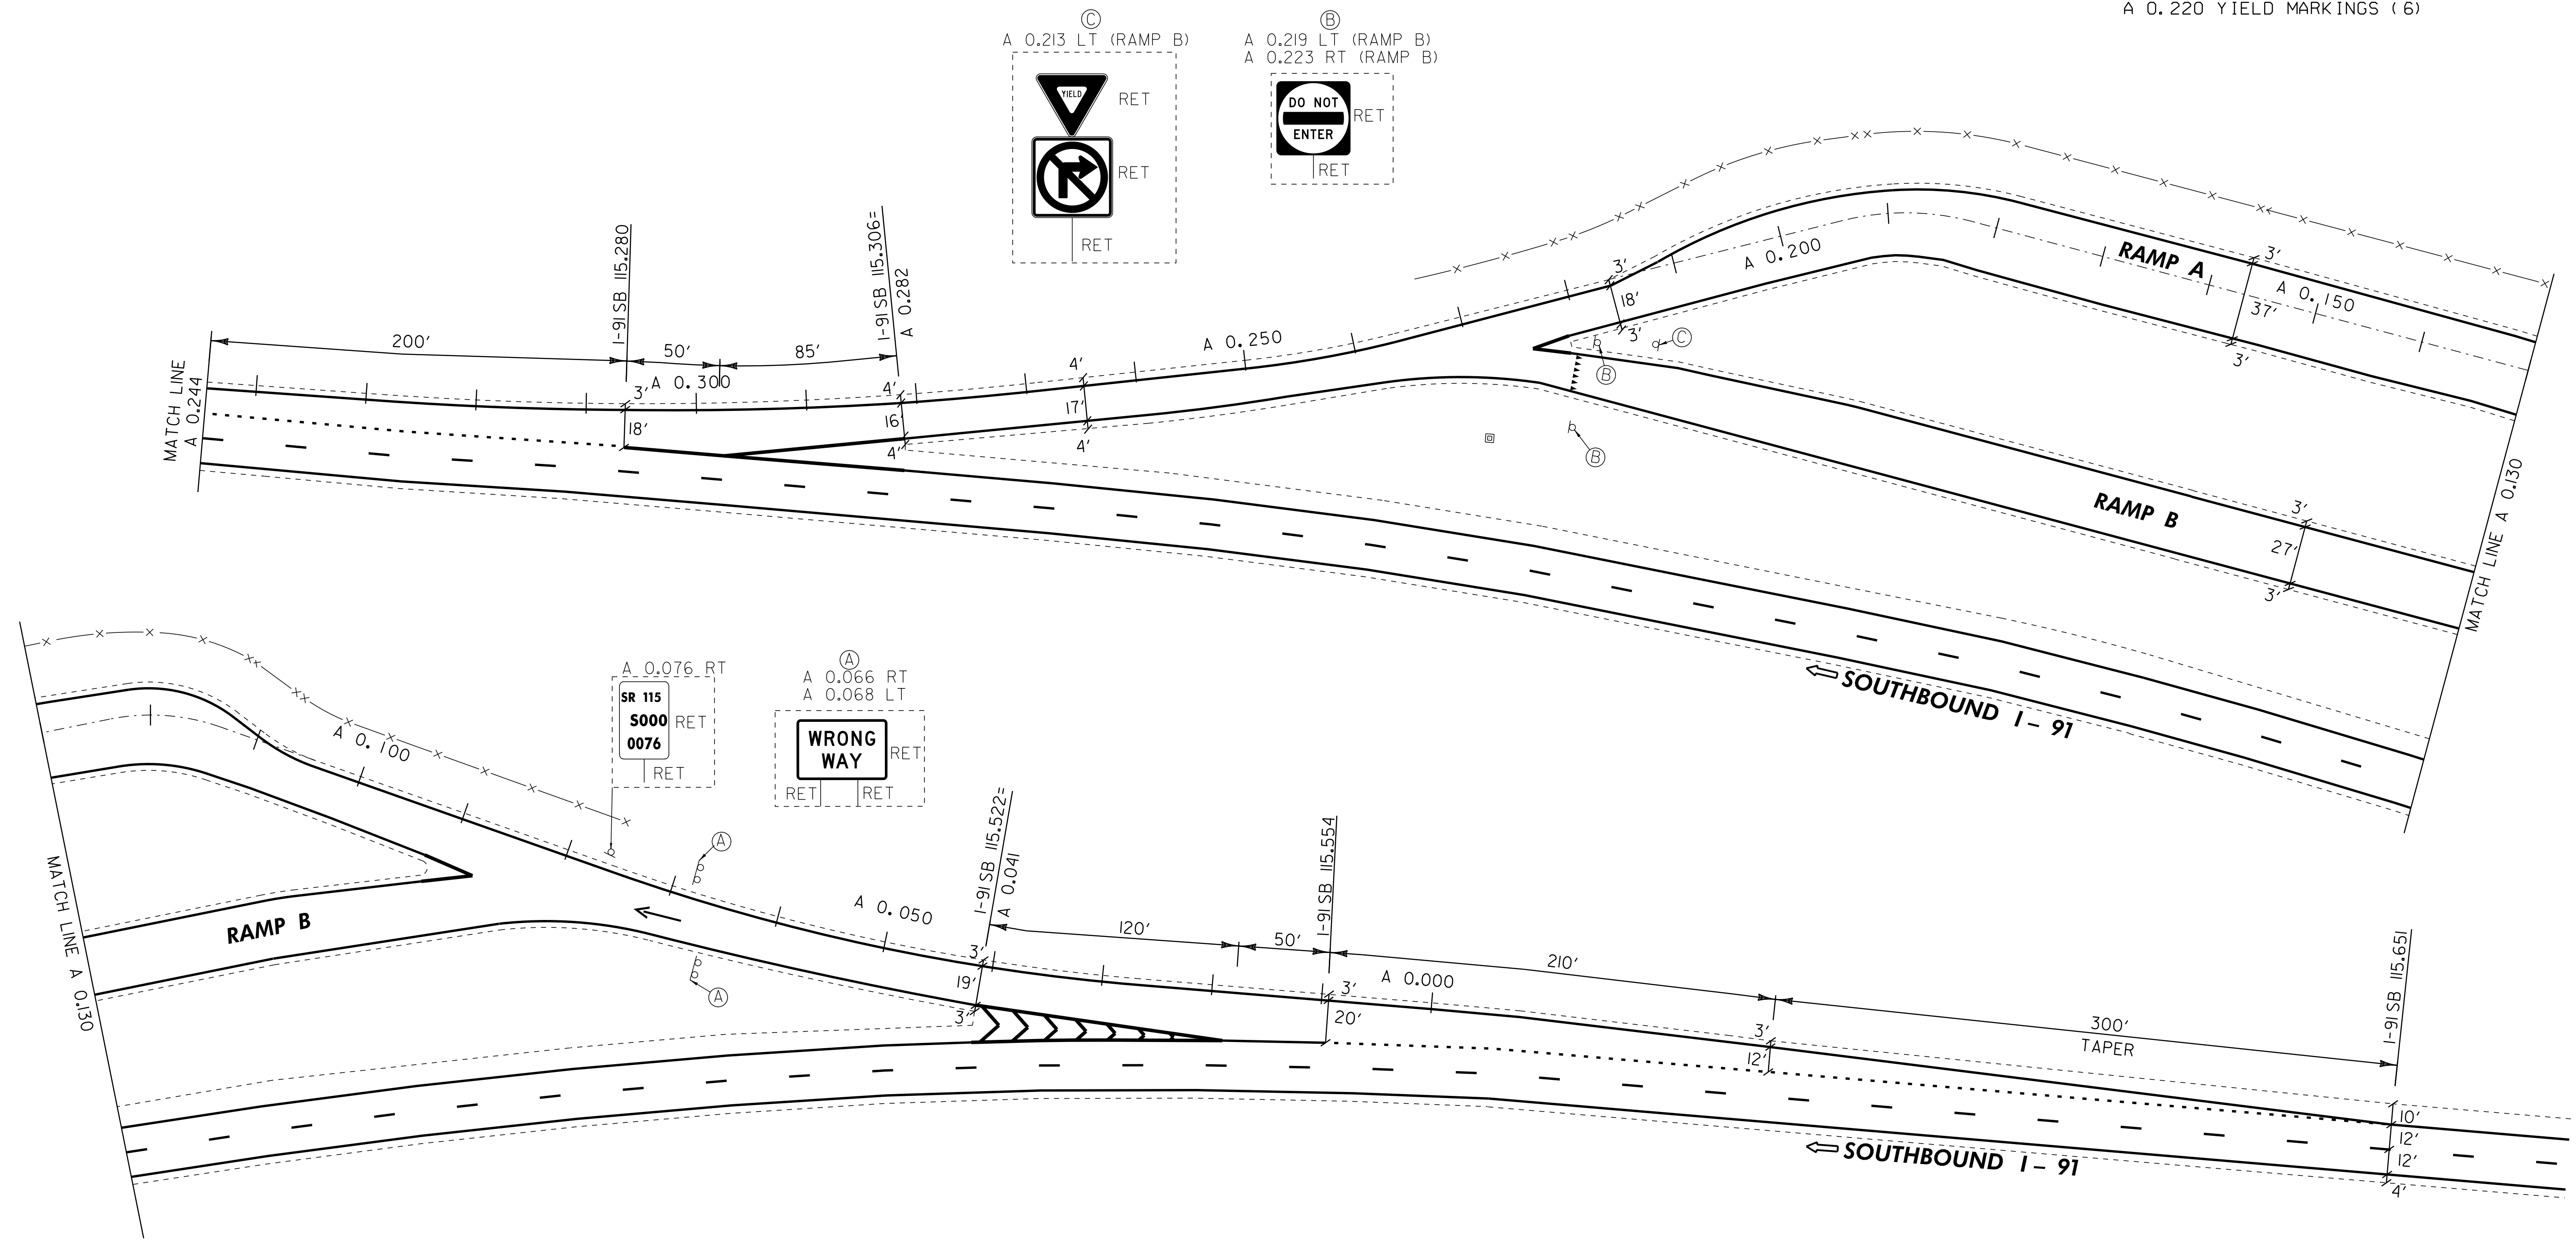 A 0.220 YIELD MARKINGS (6)
C
A 0.213 LT (RAMP B)
YIELD
RET
RET
RET
B
A 0.219 LT (RAMP B)
A 0.223 RT (RAMP B)
DO NOT
ENTER
RET
RET
MATCH LINE
A 0.244
200'
I-91 SB 115.280
50'
85'
I-91 SB 115.306=
A 0.282
A 0.300
3'
18'
4'
16'
4'
4'
17'
4'
A 0.250
3'
18'
3'
A 0.200
RAMP A
3'
A 0.150
37'
3'
C
B
B
RAMP B
3'
27'
3'
MATCH LINE A 0.130
SOUTHBOUND I-91
MATCH LINE A 0.130
A 0.100
RAMP B
A 0.076 RT
SR 115
S000
0076
RET
RET
A
A 0.066 RT
A 0.068 LT
WRONG
WAY
RET
RET
RET
A
A
A 0.050
I-91 SB 115.522=
A 0.041
3'
19'
3'
120'
50'
I-91 SB 115.554
3'
20'
A 0.000
210'
3'
12'
300'
TAPER
I-91 SB 115.651
10'
12'
12'
4'
SOUTHBOUND I-91